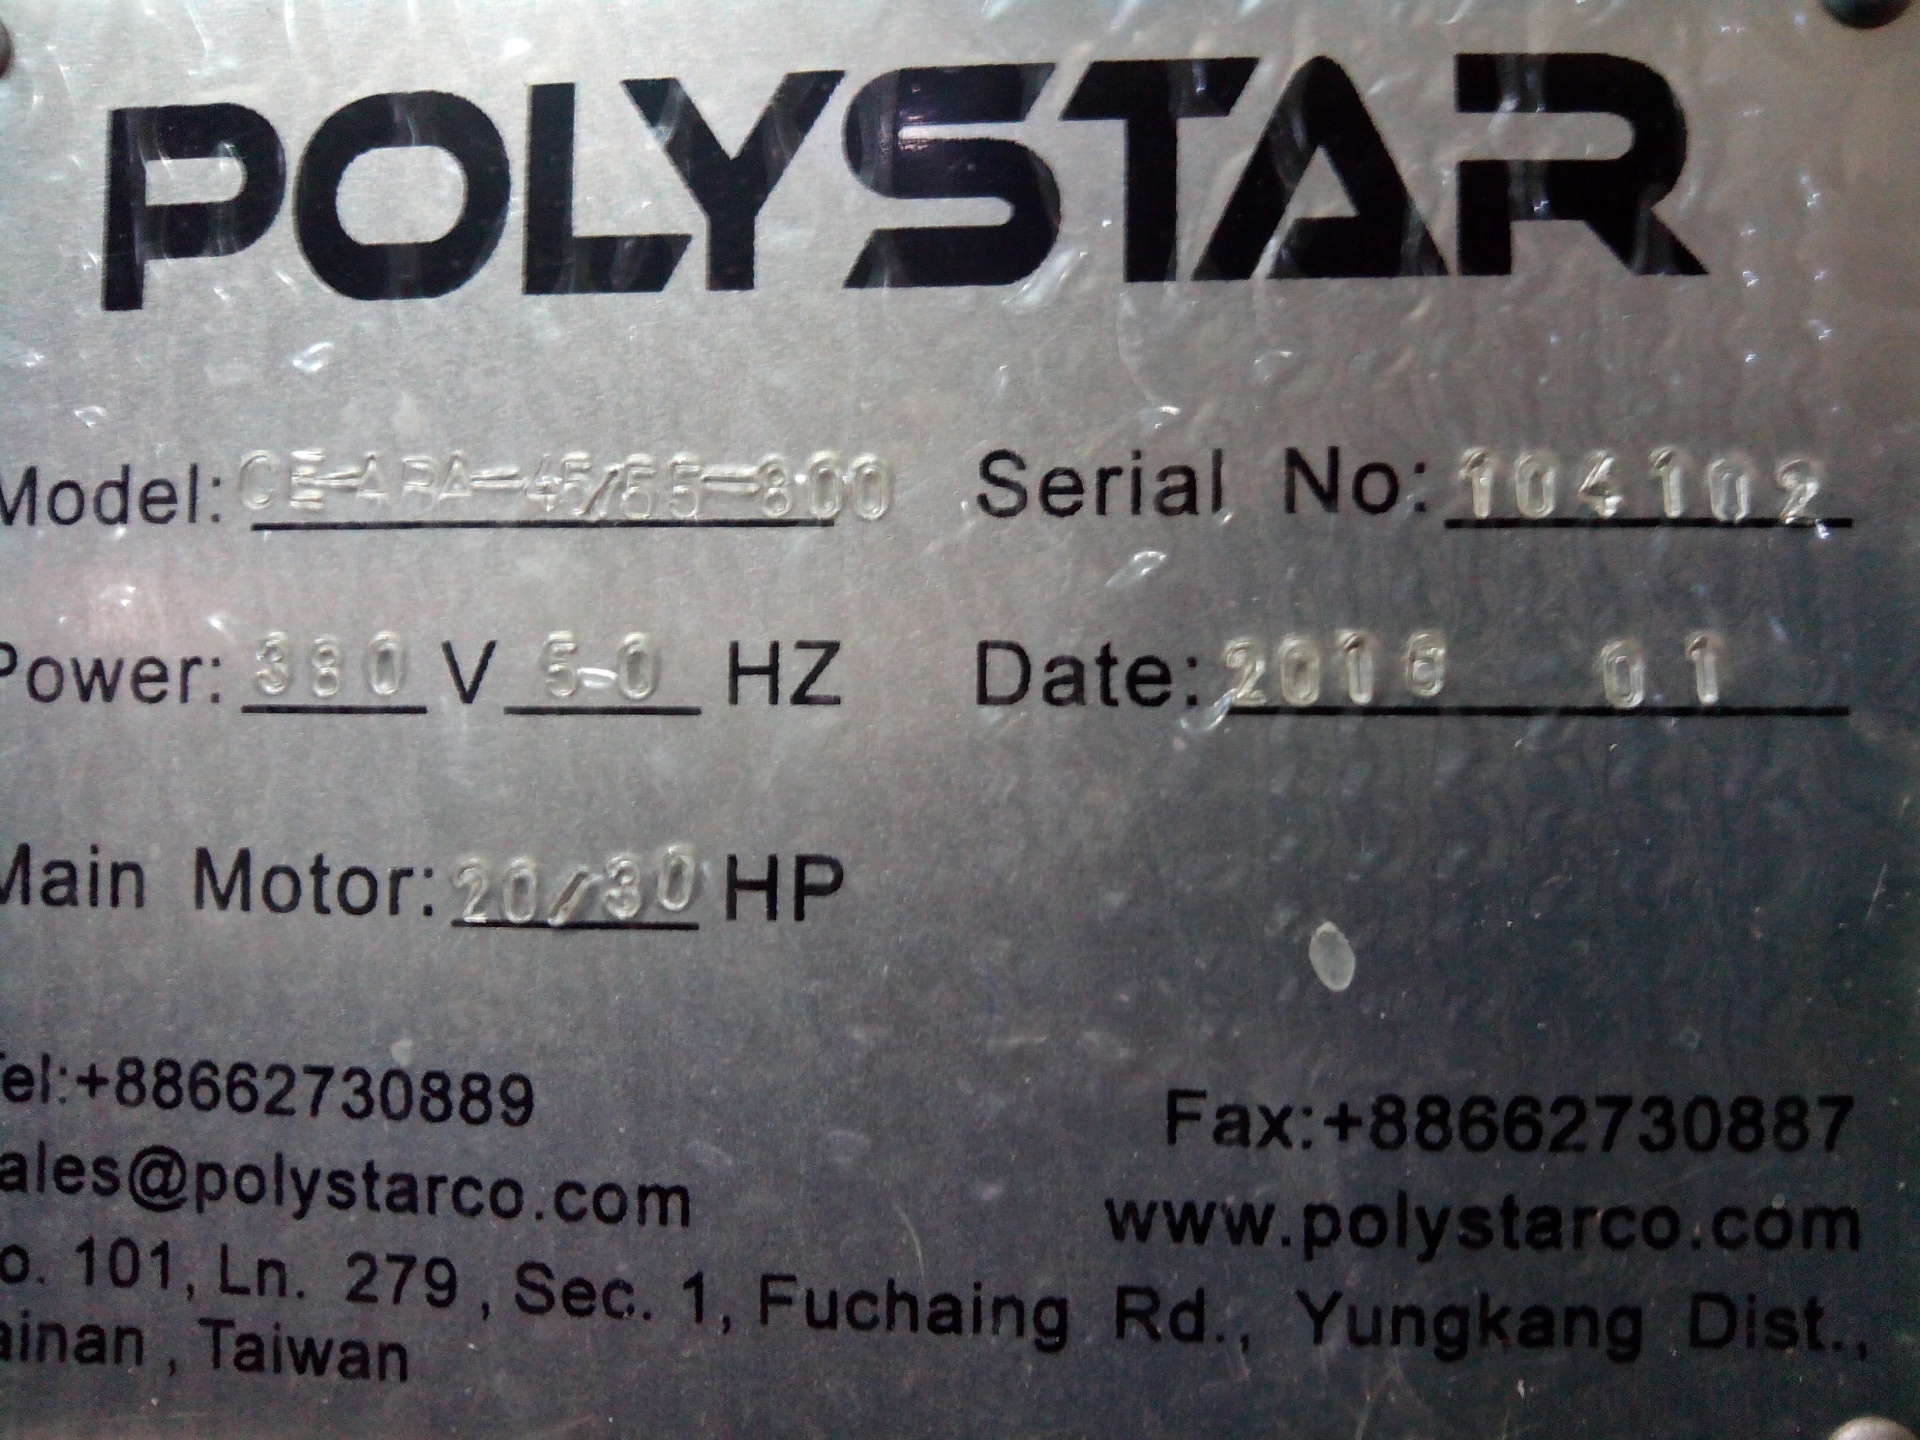 POLYSTAR
Model: CE-ABA-45/55-800 Serial No: 104102
Power: 380 V 50 HZ Date: 2016 01
Main Motor: 20/30 HP
Tel:+88662730889 Fax:+88662730887
sales@polystarco.com www.polystarco.com
No. 101, Ln. 279, Sec. 1, Fuchaing Rd., Yungkang Dist.,
Tainan, Taiwan